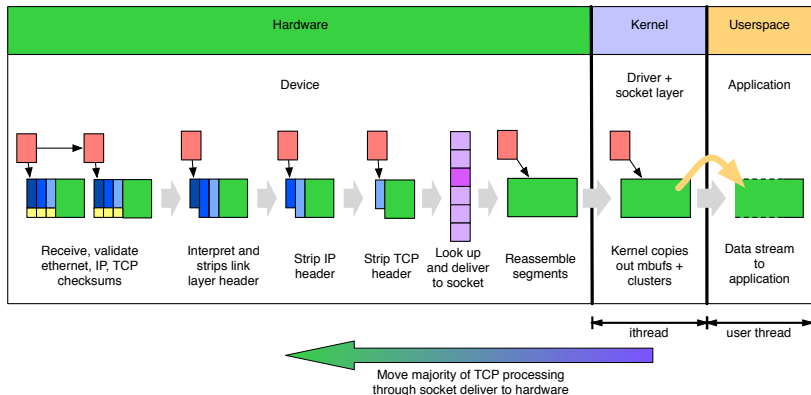 Hardware
Kernel
Userspace
Device
Driver +
socket layer
Application
Receive, validate
ethernet, IP, TCP
checksums
Interpret and
strips link
layer header
Strip IP
header
Strip TCP
header
Look up
and deliver
to socket
Reassemble
segments
Kernel copies
out mbufs +
clusters
Data stream
to
application
ithread
user thread
Move majority of TCP processing
through socket deliver to hardware